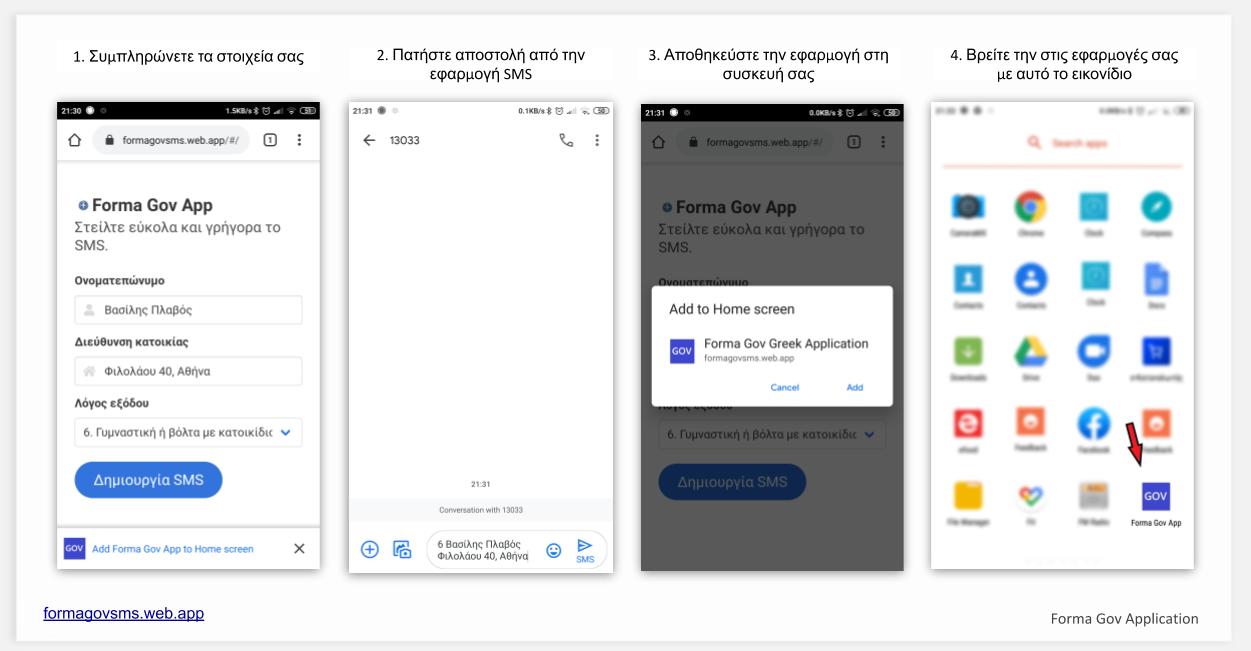 1. Συμπληρώνετε τα στοιχεία σας
2. Πατήστε αποστολή από την
εφαρμογή SMS
3. Αποθηκεύστε την εφαρμογή στη
συσκευή σας
4. Βρείτε την στις εφαρμογές σας
με αυτό το εικονίδιο
21:30 1.5KB/s 51
formagovsms.web.app/#/ 1
Forma Gov App
Στείλτε εύκολα και γρήγορα το
SMS.
Ονοματεπώνυμο
Βασίλης Πλαβός
Διεύθυνση κατοικίας
Φιλολάου 40, Αθήνα
Λόγος εξόδου
6. Γυμναστική ή βόλτα με κατοικίδιο
Δημιουργία SMS
GOV Add Forma Gov App to Home screen
21:31 0.1KB/s 50
13033
21:31
Conversation with 13033
6 Βασίλης Πλαβός
Φιλολάου 40, Αθήνα
SMS
21:31 0.0KB/s 50
formagovsms.web.app/#/ 1
Forma Gov App
Στείλτε εύκολα και γρήγορα το
SMS.
Ονοματεπώνυμο
Add to Home screen
GOV Forma Gov Greek Application
formagovsms.web.app
Cancel Add
Λόγος εξόδου
6. Γυμναστική ή βόλτα με κατοικίδιο
Δημιουργία SMS
Search apps
Chrome Clock Compass
Contacts Contacts Clock Docs
Downloads Drive Duo
Feedback Facebook Feedback
GOV
File Manager Fit FM Radio Forma Gov App
formagovsms.web.app
Forma Gov Application